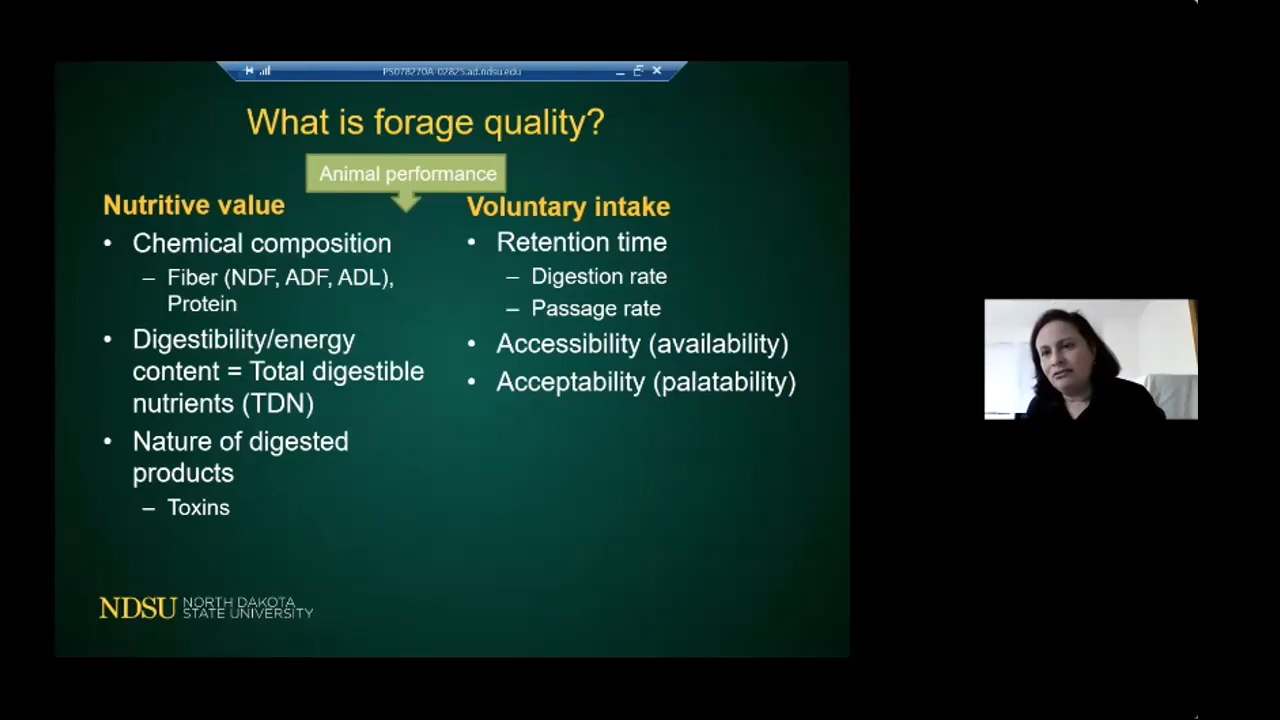 PS078270A-02825.ad.ndsu.edu
What is forage quality?
Animal performance
Nutritive value
• Chemical composition
– Fiber (NDF, ADF, ADL),
Protein
• Digestibility/energy
content = Total digestible
nutrients (TDN)
• Nature of digested
products
– Toxins
Voluntary intake
• Retention time
– Digestion rate
– Passage rate
• Accessibility (availability)
• Acceptability (palatability)
NDSU NORTH DAKOTA
STATE UNIVERSITY